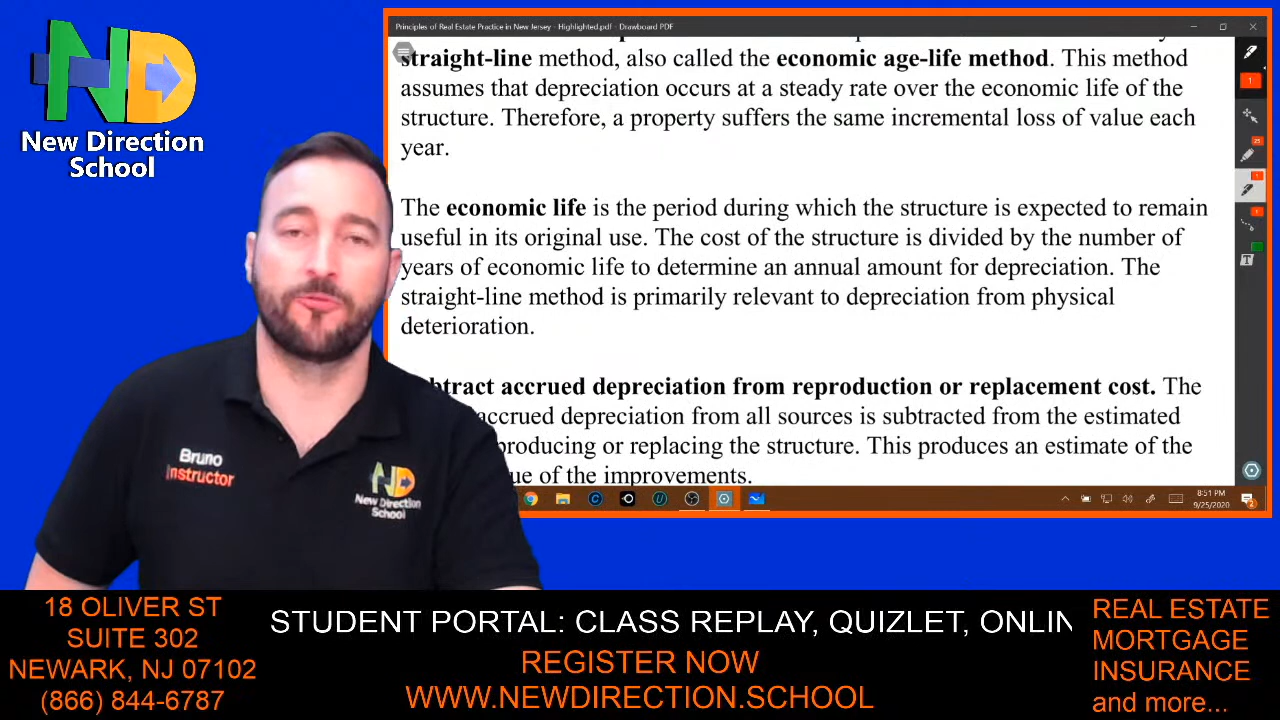 ND
New Direction
School
Principles of Real Estate Practice in New Jersey - Highlighted.pdf - Drawboard PDF
straight-line method, also called the economic age-life method. This method
assumes that depreciation occurs at a steady rate over the economic life of the
structure. Therefore, a property suffers the same incremental loss of value each
year.
The economic life is the period during which the structure is expected to remain
useful in its original use. The cost of the structure is divided by the number of
years of economic life to determine an annual amount for depreciation. The
straight-line method is primarily relevant to depreciation from physical
deterioration.
btract accrued depreciation from reproduction or replacement cost. The
accrued depreciation from all sources is subtracted from the estimated
producing or replacing the structure. This produces an estimate of the
ue of the improvements.
8:51 PM
9/25/2020
Bruno
Instructor
ND
New Direction
School
18 OLIVER ST
SUITE 302
NEWARK, NJ 07102
(866) 844-6787
STUDENT PORTAL: CLASS REPLAY, QUIZLET, ONLIN
REGISTER NOW
WWW.NEWDIRECTION.SCHOOL
REAL ESTATE
MORTGAGE
INSURANCE
and more...